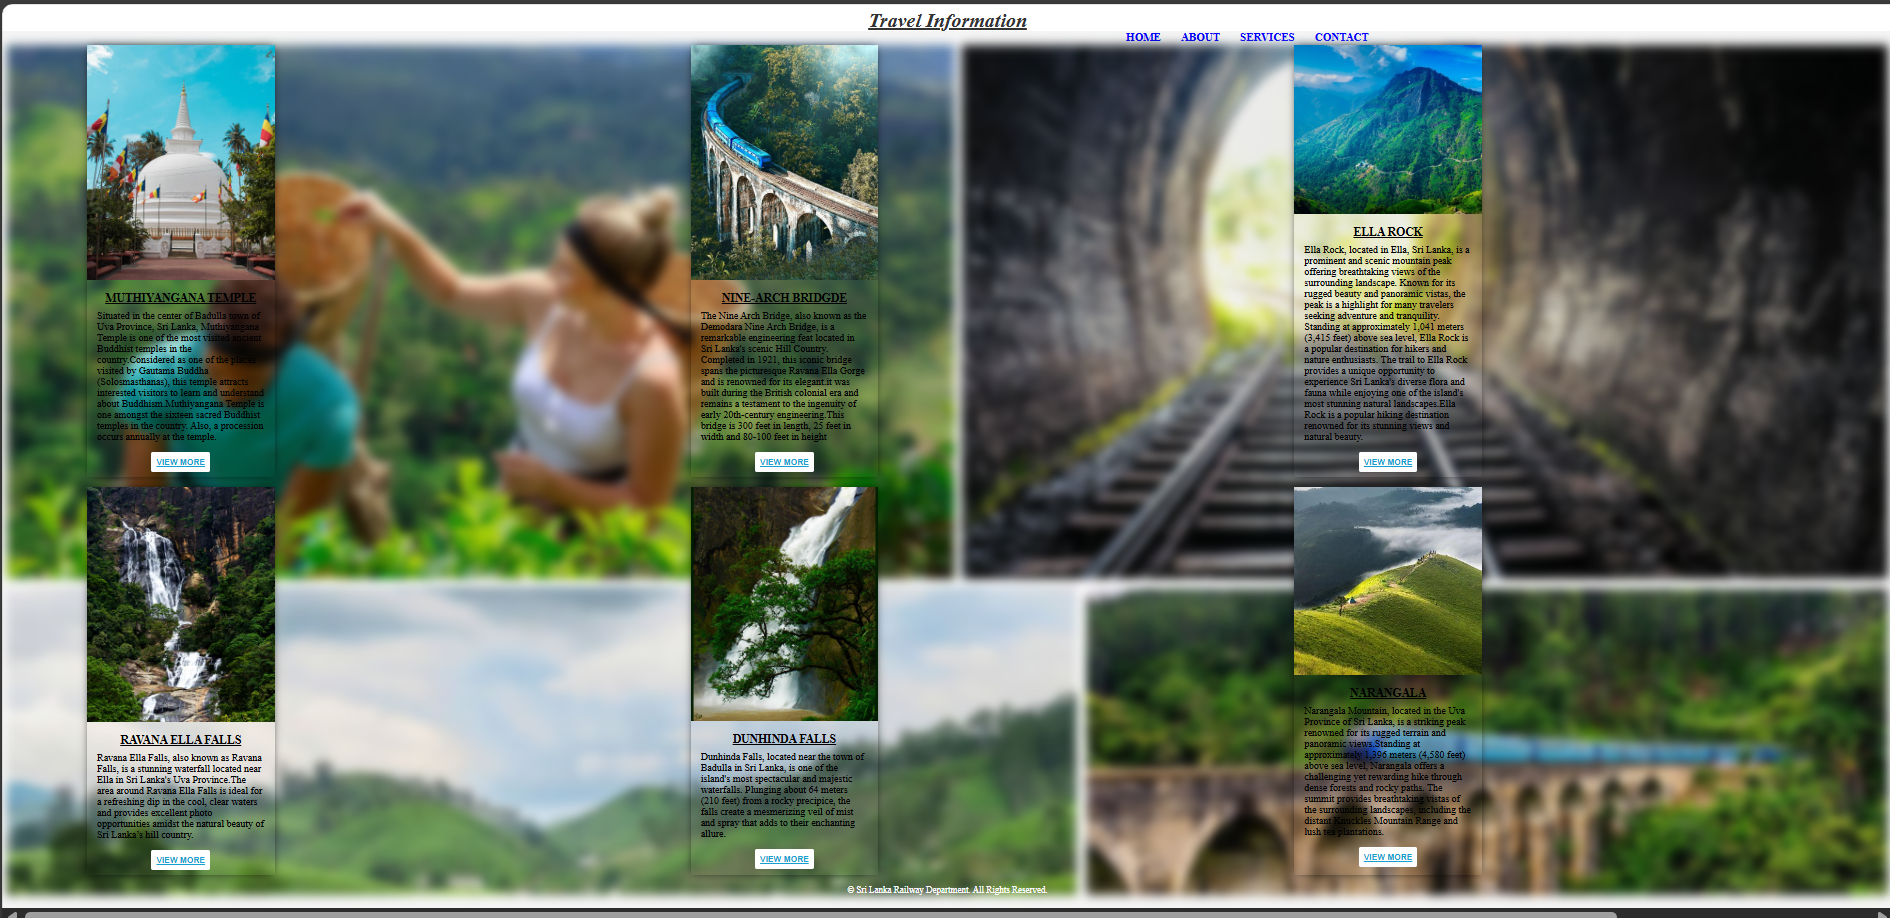 Travel Information
HOME ABOUT SERVICES CONTACT
MUTHIYANGANA TEMPLE
Situated in the center of Badulla town of
Uva Province, Sri Lanka, Muthiyangana
Temple is one of the most visited ancient
Buddhist temples in the
country.Considered as one of the places
visited by Gautama Buddha
(Solosmasthanas), this temple attracts
interested visitors to learn and understand
about Buddhism.Muthiyangana Temple is
one amongst the sixteen sacred Buddhist
temples in the country. Also, a procession
occurs annually at the temple.
VIEW MORE
NINE-ARCH BRIDGDE
The Nine Arch Bridge, also known as the
Demodara Nine Arch Bridge, is a
remarkable engineering feat located in
Sri Lanka's scenic Hill Country.
Completed in 1921, this iconic bridge
spans the picturesque Ravana Ella Gorge
and is renowned for its elegant.it was
built during the British colonial era and
remains a testament to the ingenuity of
early 20th-century engineering.This
bridge is 300 feet in length, 25 feet in
width and 80-100 feet in height
VIEW MORE
ELLA ROCK
Ella Rock, located in Ella, Sri Lanka, is a
prominent and scenic mountain peak
offering breathtaking views of the
surrounding landscape. Known for its
rugged beauty and panoramic vistas, the
peak is a highlight for many travelers
seeking adventure and tranquility.
Standing at approximately 1,041 meters
(3,415 feet) above sea level, Ella Rock is
a popular destination for hikers and
nature enthusiasts. The trail to Ella Rock
provides a unique opportunity to
experience Sri Lanka's diverse flora and
fauna while enjoying one of the island's
most stunning natural landscapes.Ella
Rock is a popular hiking destination
renowned for its stunning views and
natural beauty.
VIEW MORE
RAVANA ELLA FALLS
Ravana Ella Falls, also known as Ravana
Falls, is a stunning waterfall located near
Ella in Sri Lanka's Uva Province.The
area around Ravana Ella Falls is ideal for
a refreshing dip in the cool, clear waters
and provides excellent photo
opportunities amidst the natural beauty of
Sri Lanka's hill country.
VIEW MORE
DUNHINDA FALLS
Dunhinda Falls, located near the town of
Badulla in Sri Lanka, is one of the
island's most spectacular and majestic
waterfalls. Plunging about 64 meters
(210 feet) from a rocky precipice, the
falls create a mesmerizing veil of mist
and spray that adds to their enchanting
allure.
VIEW MORE
NARANGALA
Narangala Mountain, located in the Uva
Province of Sri Lanka, is a striking peak
renowned for its rugged terrain and
panoramic views.Standing at
approximately 1,396 meters (4,580 feet)
above sea level, Narangala offers a
challenging yet rewarding hike through
dense forests and rocky paths. The
summit provides breathtaking vistas of
the surrounding landscapes, including the
distant Knuckles Mountain Range and
lush tea plantations.
VIEW MORE
© Sri Lanka Railway Department. All Rights Reserved.